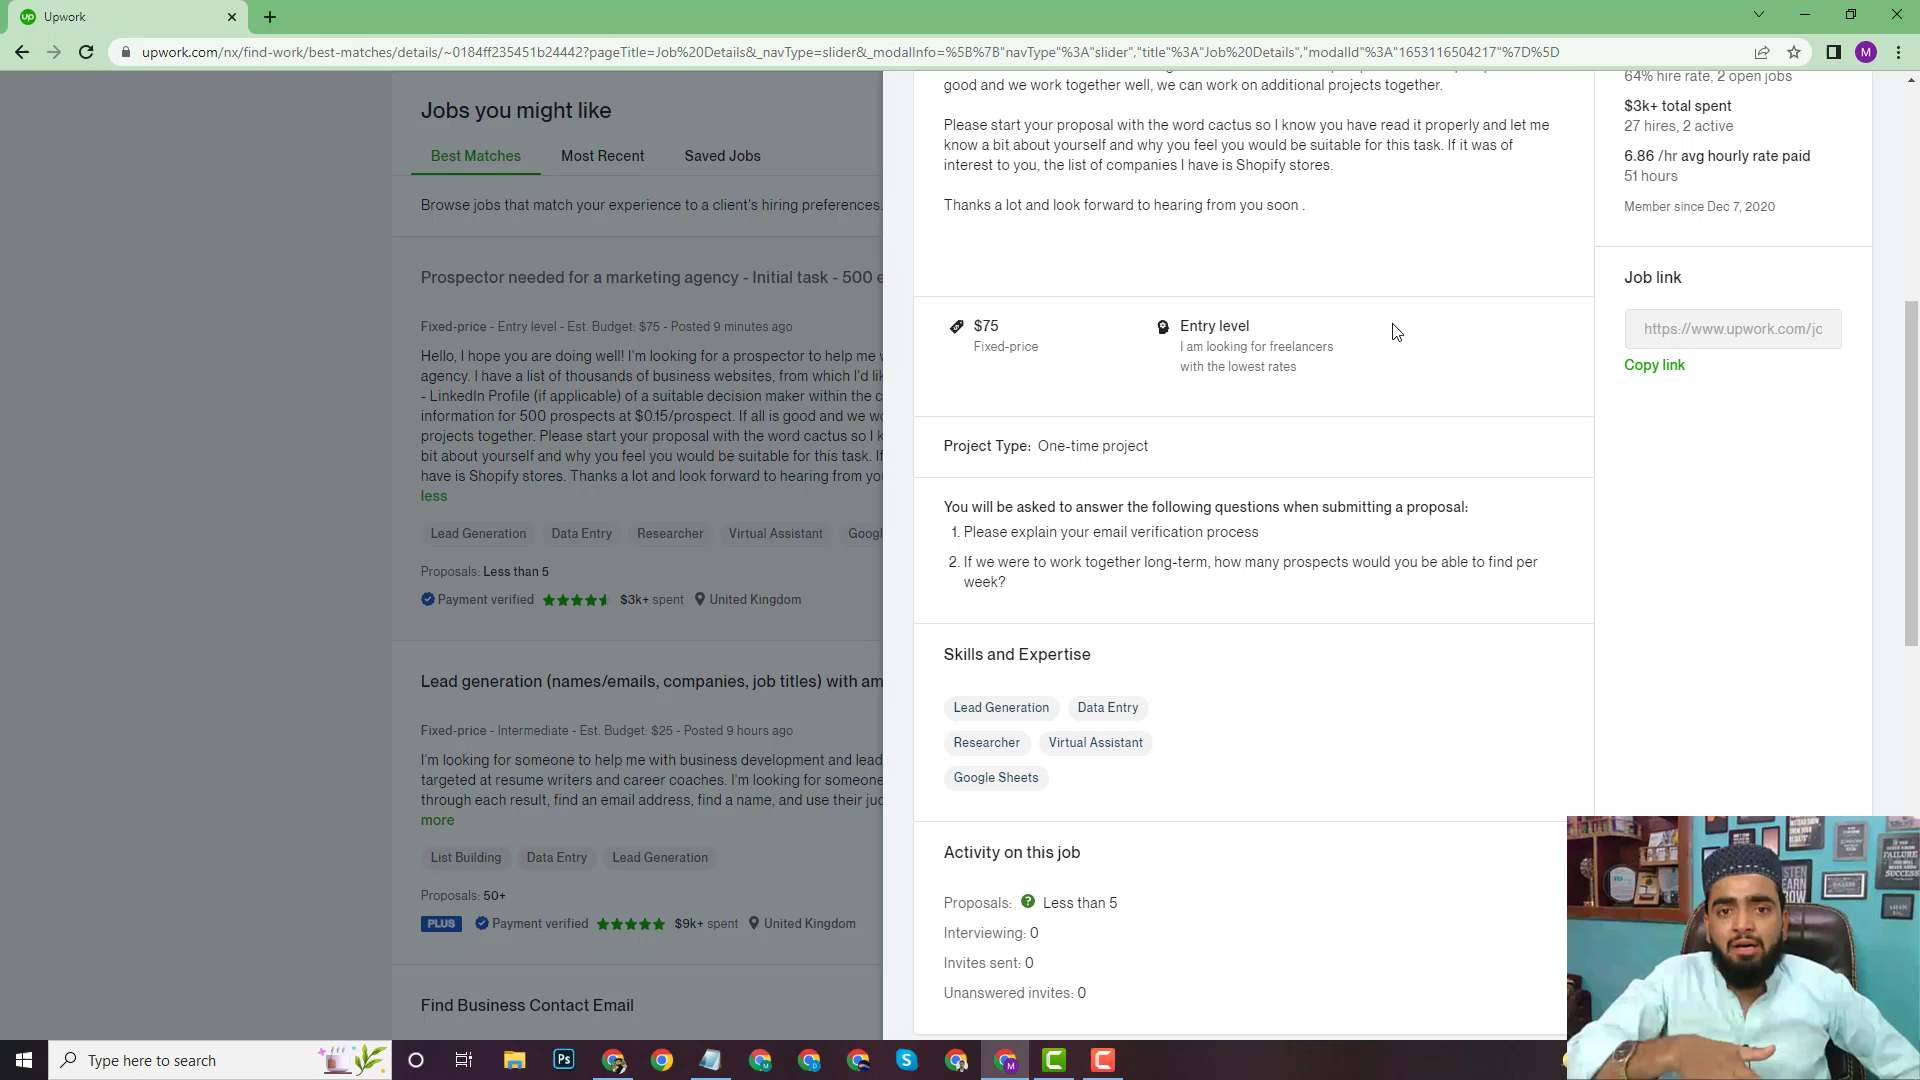 Upwork
upwork.com/nx/find-work/best-matches/details/~0184ff235451b24442?pageTitle=Job%20Details&_navType=slider&_modalInfo=%5B%7B"navType"%3A"slider","title"%3A"Job%20Details","modalId"%3A"1653116504217"%7D%5D
M
Jobs you might like
Best Matches
Most Recent
Saved Jobs
Browse jobs that match your experience to a client's hiring preferences.
Prospector needed for a marketing agency - Initial task - 500 e
Fixed-price - Entry level - Est. Budget: $75 - Posted 9 minutes ago
Hello, I hope you are doing well! I'm looking for a prospector to help me
agency. I have a list of thousands of business websites, from which I'd lik
- LinkedIn Profile (if applicable) of a suitable decision maker within the c
information for 500 prospects at $0.15/prospect. If all is good and we wo
projects together. Please start your proposal with the word cactus so I k
bit about yourself and why you feel you would be suitable for this task. If
have is Shopify stores. Thanks a lot and look forward to hearing from yo
less
Lead Generation
Data Entry
Researcher
Virtual Assistant
Googl
Proposals: Less than 5
Payment verified
$3k+ spent
United Kingdom
Lead generation (names/emails, companies, job titles) with am
Fixed-price - Intermediate - Est. Budget: $25 - Posted 9 hours ago
I'm looking for someone to help me with business development and lead
targeted at resume writers and career coaches. I'm looking for someone
through each result, find an email address, find a name, and use their juc
more
List Building
Data Entry
Lead Generation
Proposals: 50+
PLUS
Payment verified
$9k+ spent
United Kingdom
Find Business Contact Email
good and we work together well, we can work on additional projects together.
Please start your proposal with the word cactus so I know you have read it properly and let me
know a bit about yourself and why you feel you would be suitable for this task. If it was of
interest to you, the list of companies I have is Shopify stores.
Thanks a lot and look forward to hearing from you soon .
$75
Fixed-price
Entry level
I am looking for freelancers
with the lowest rates
Project Type: One-time project
You will be asked to answer the following questions when submitting a proposal:
1. Please explain your email verification process
2. If we were to work together long-term, how many prospects would you be able to find per
week?
Skills and Expertise
Lead Generation
Data Entry
Researcher
Virtual Assistant
Google Sheets
Activity on this job
Proposals: Less than 5
Interviewing: 0
Invites sent: 0
Unanswered invites: 0
64% hire rate, 2 open jobs
$3k+ total spent
27 hires, 2 active
6.86 /hr avg hourly rate paid
51 hours
Member since Dec 7, 2020
Job link
https://www.upwork.com/jc
Copy link
FAILURE
SUCCESS
Type here to search
Ps